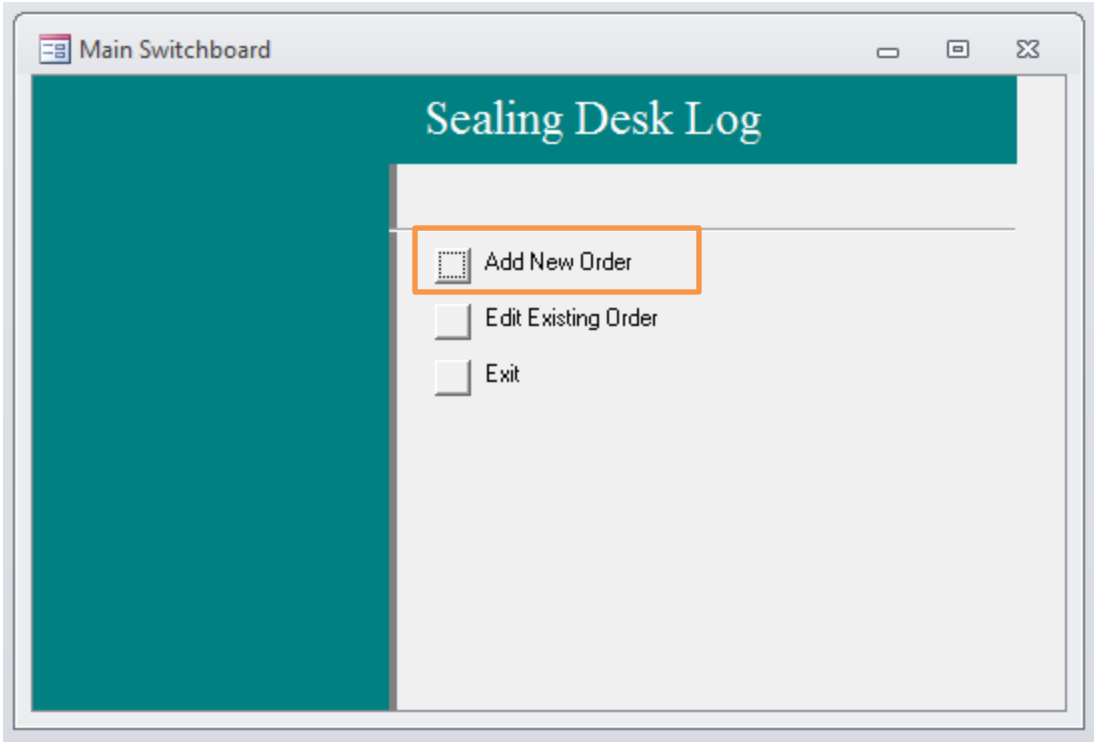 Main Switchboard
Sealing Desk Log
Add New Order
Edit Existing Order
Exit